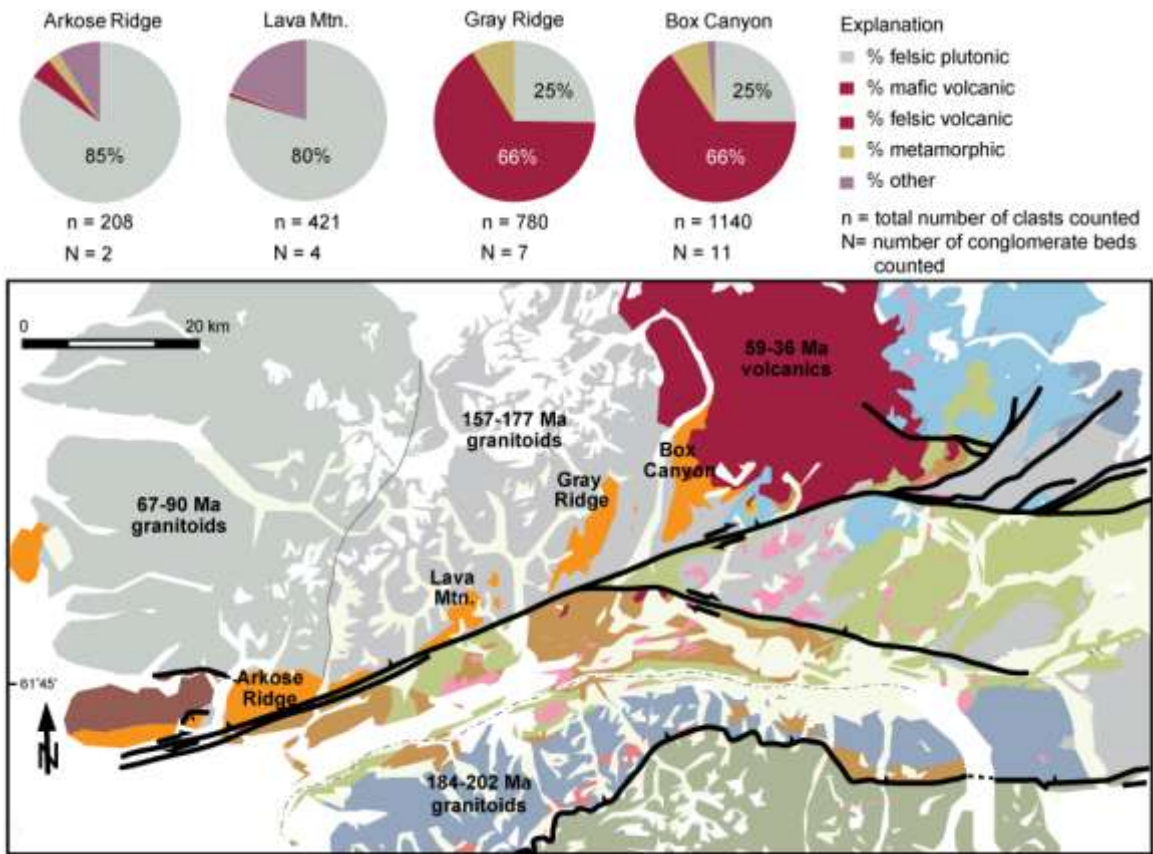 Arkose Ridge
Lava Mtn.
Gray Ridge
Box Canyon
85%
80%
25%
66%
25%
66%
n = 208
N = 2
n = 421
N = 4
n = 780
N = 7
n = 1140
N = 11
Explanation
% felsic plutonic
% mafic volcanic
% felsic volcanic
% metamorphic
% other
n = total number of clasts counted
N= number of conglomerate beds
counted
0
20 km
59-36 Ma
volcanics
157-177 Ma
granitoids
Box
Canyon
Gray
Ridge
67-90 Ma
granitoids
Lava
Mtn.
Arkose
Ridge
61°45'
N
184-202 Ma
granitoids